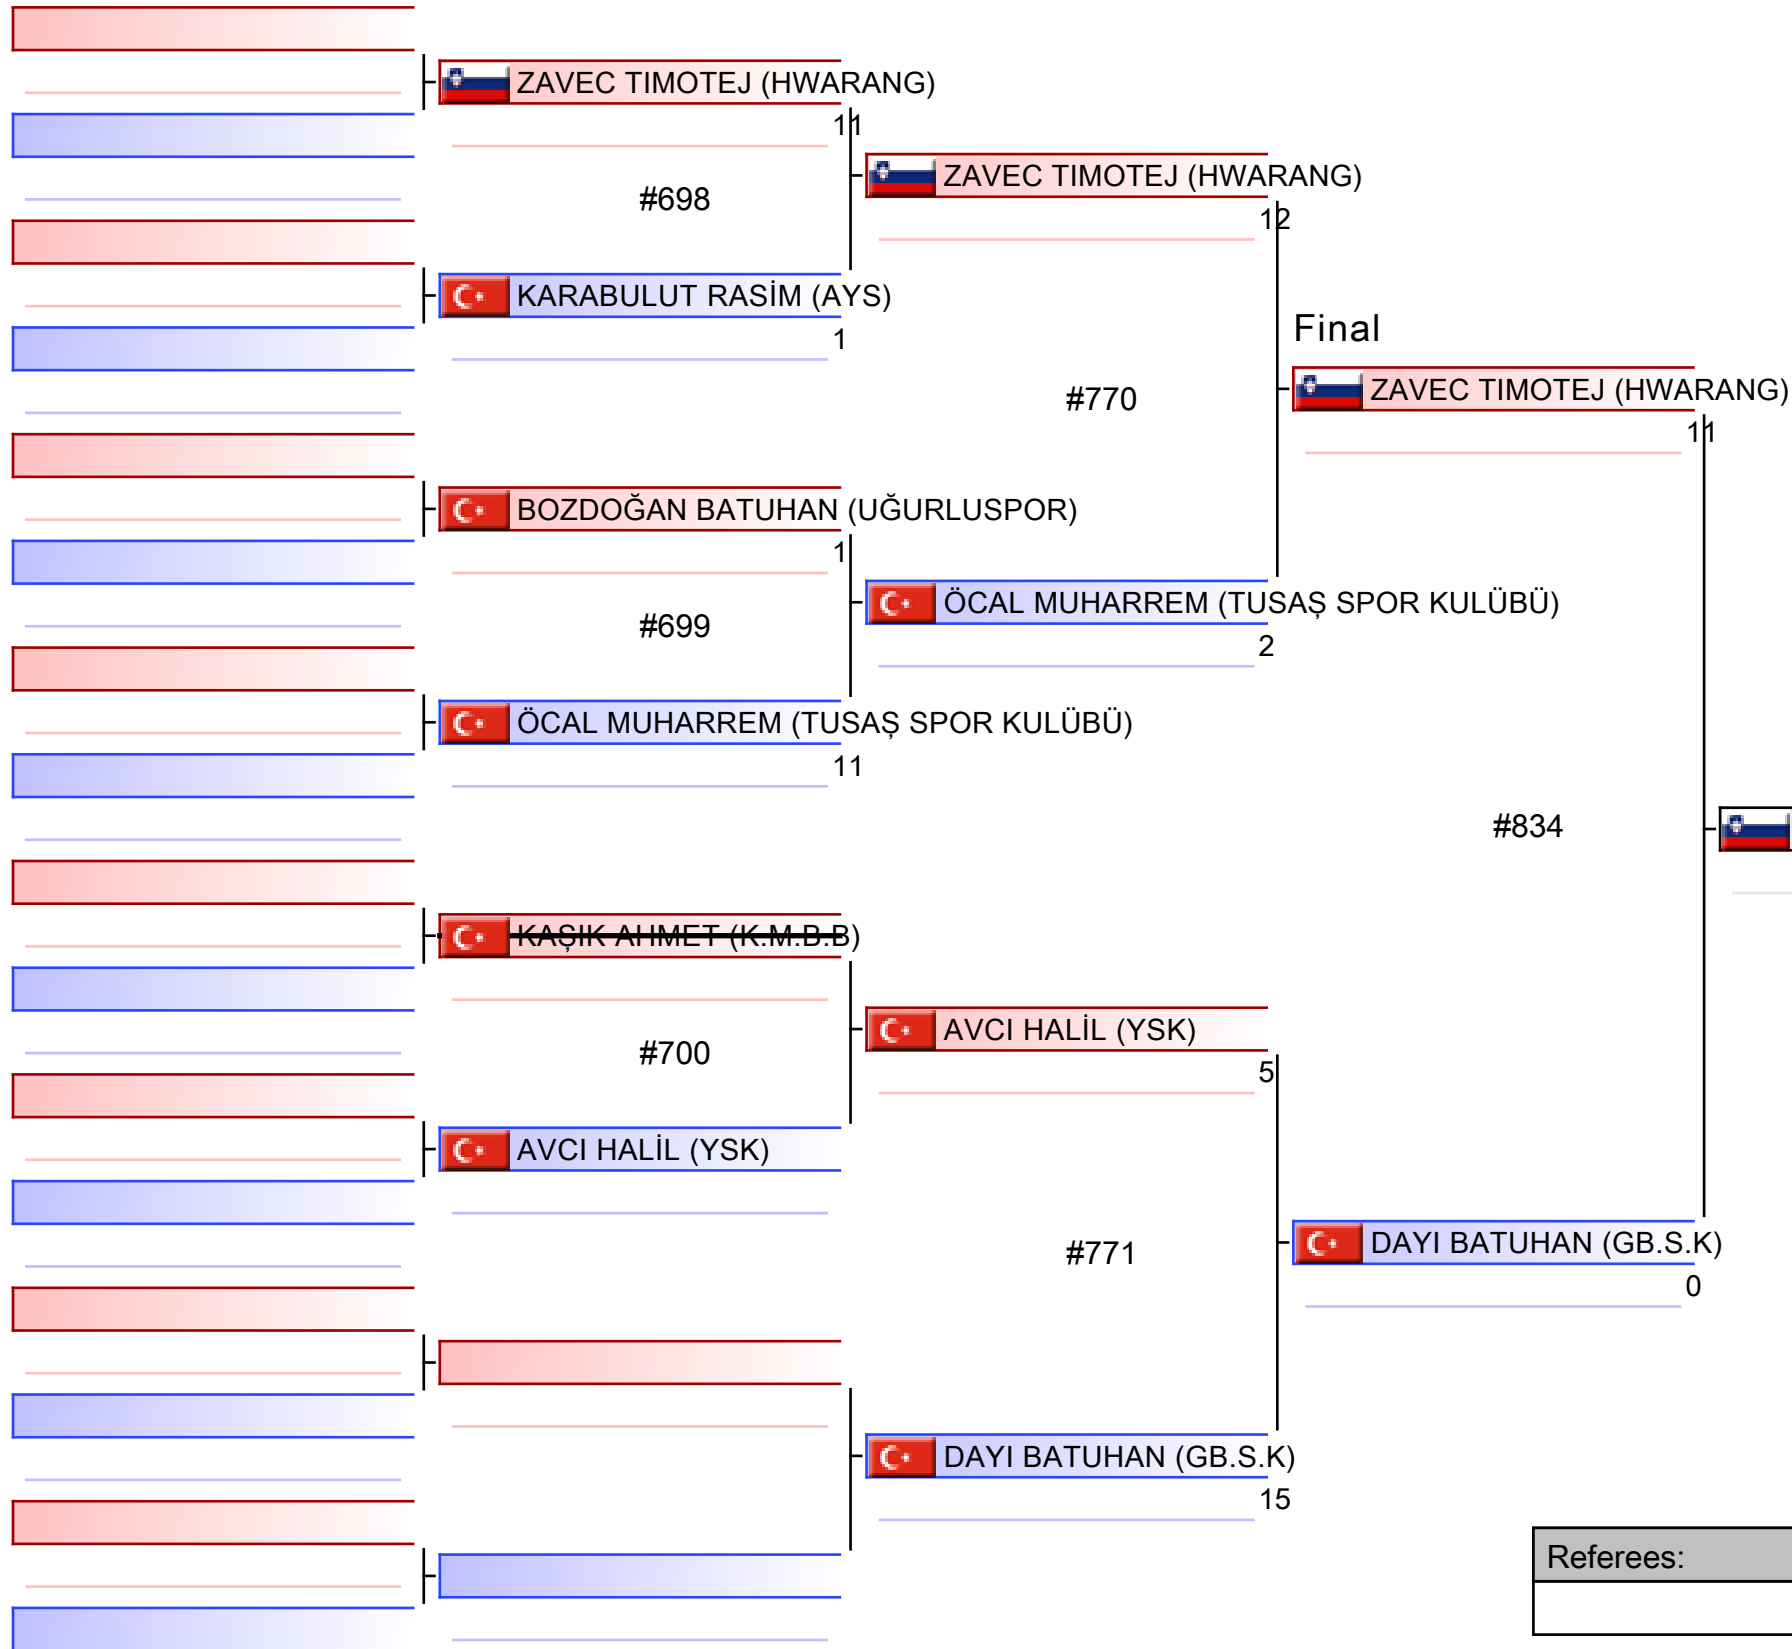 ZAVEC TIMOTEJ (HWARANG)
11
#698
KARABULUT RASİM (AYS)
1
BOZDOĞAN BATUHAN (UĞURLUSPOR)
1
#699
ÖCAL MUHARREM (TUSAŞ SPOR KULÜBÜ)
11
KAŞIK AHMET (K.M.B.B)
#700
AVCI HALİL (YSK)
ZAVEC TIMOTEJ (HWARANG)
12
#770
ÖCAL MUHARREM (TUSAŞ SPOR KULÜBÜ)
2
AVCI HALİL (YSK)
5
#771
DAYI BATUHAN (GB.S.K)
15
Final
ZAVEC TIMOTEJ (HWARANG)
11
#834
DAYI BATUHAN (GB.S.K)
0
Referees: